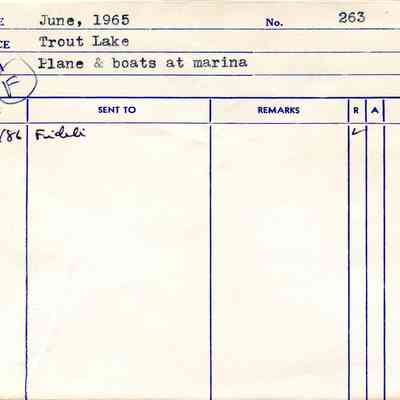 E June, 1965 No. 263
CE Trout Lake
A Plane & boats at marina
F
SENT TO REMARKS R A
/86 Fideli ✓